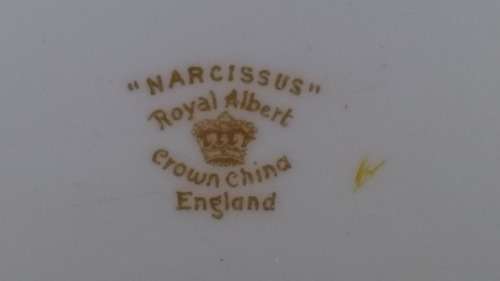 "NARCISSUS"
Royal Albert
Crown China
England